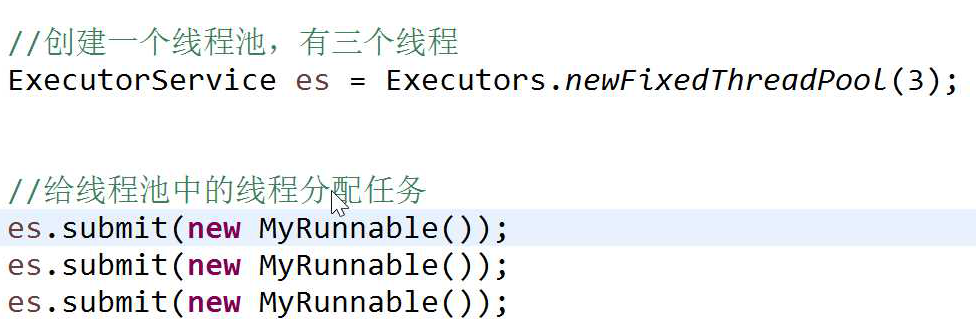 //创建一个线程池，有三个线程
ExecutorService es = Executors.newFixedThreadPool(3);
//给线程池中的线程分配任务
es.submit(new MyRunnable());
es.submit(new MyRunnable());
es.submit(new MyRunnable());